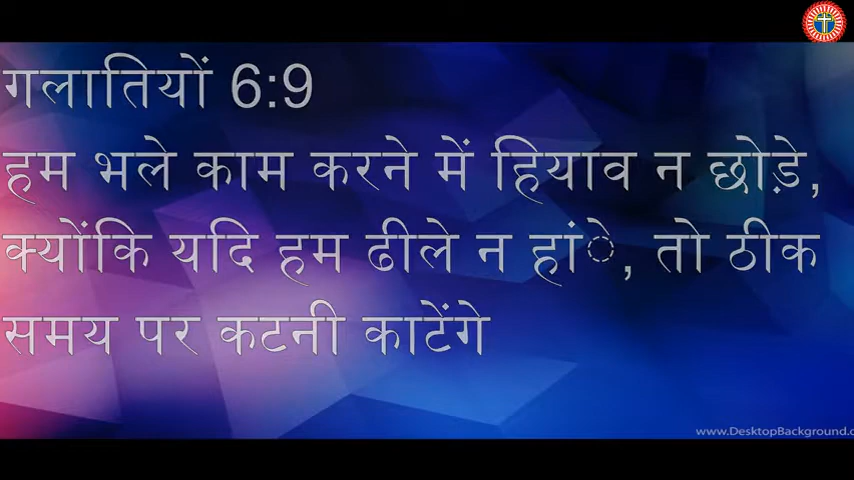 गलातियों 6:9
हम भले काम करने में हियाव न छोड़े,
क्योंकि यदि हम ढीले न हांे, तो ठीक
समय पर कटनी काटेंगे
www.DesktopBackground.o